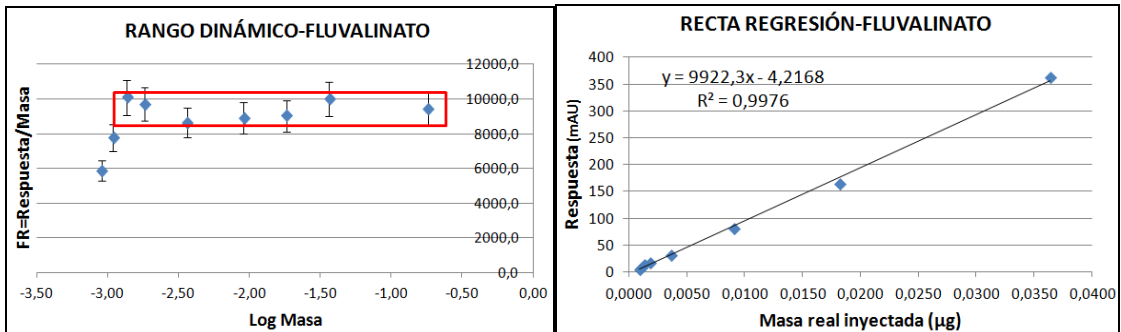 RANGO DINÁMICO-FLUVALINATO
FR=Respuesta/Masa
12000,0
10000,0
8000,0
6000,0
4000,0
2000,0
0,0
-3,50 -3,00 -2,50 -2,00 -1,50 -1,00 -0,50 0,00
Log Masa
RECTA REGRESIÓN-FLUVALINATO
y = 9922,3x - 4,2168
R² = 0,9976
Respuesta (mAU)
400
350
300
250
200
150
100
50
0
0,0000 0,0050 0,0100 0,0150 0,0200 0,0250 0,0300 0,0350 0,0400
Masa real inyectada (µg)